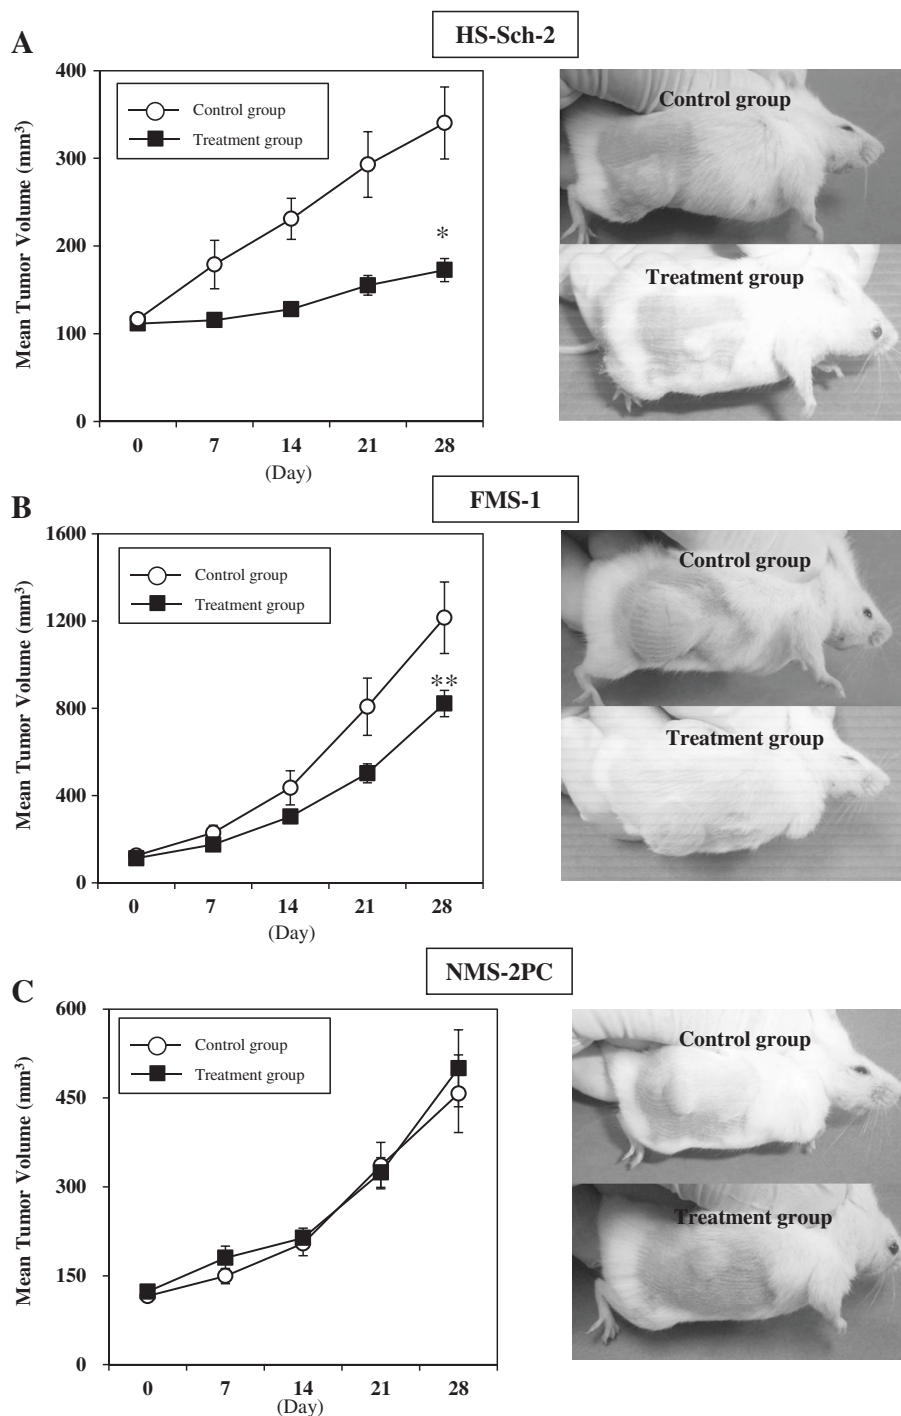 A
HS-Sch-2
Mean Tumor Volume (mm³)
400
300
200
100
0
Control group
Treatment group
*
0 7 14 21 28
(Day)
Control group
Treatment group
B
FMS-1
Mean Tumor Volume (mm³)
1600
1200
800
400
0
Control group
Treatment group
**
0 7 14 21 28
(Day)
Control group
Treatment group
C
NMS-2PC
Mean Tumor Volume (mm³)
600
450
300
150
0
Control group
Treatment group
0 7 14 21 28
(Day)
Control group
Treatment group